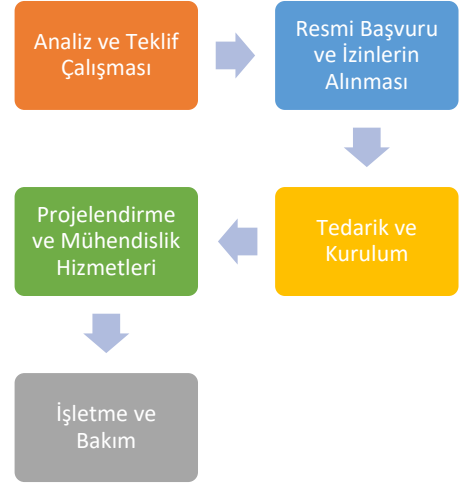 Analiz ve Teklif
Çalışması
Resmi Başvuru
ve İzinlerin
Alınması
Tedarik ve
Kurulum
Projelendirme
ve Mühendislik
Hizmetleri
İşletme ve
Bakım